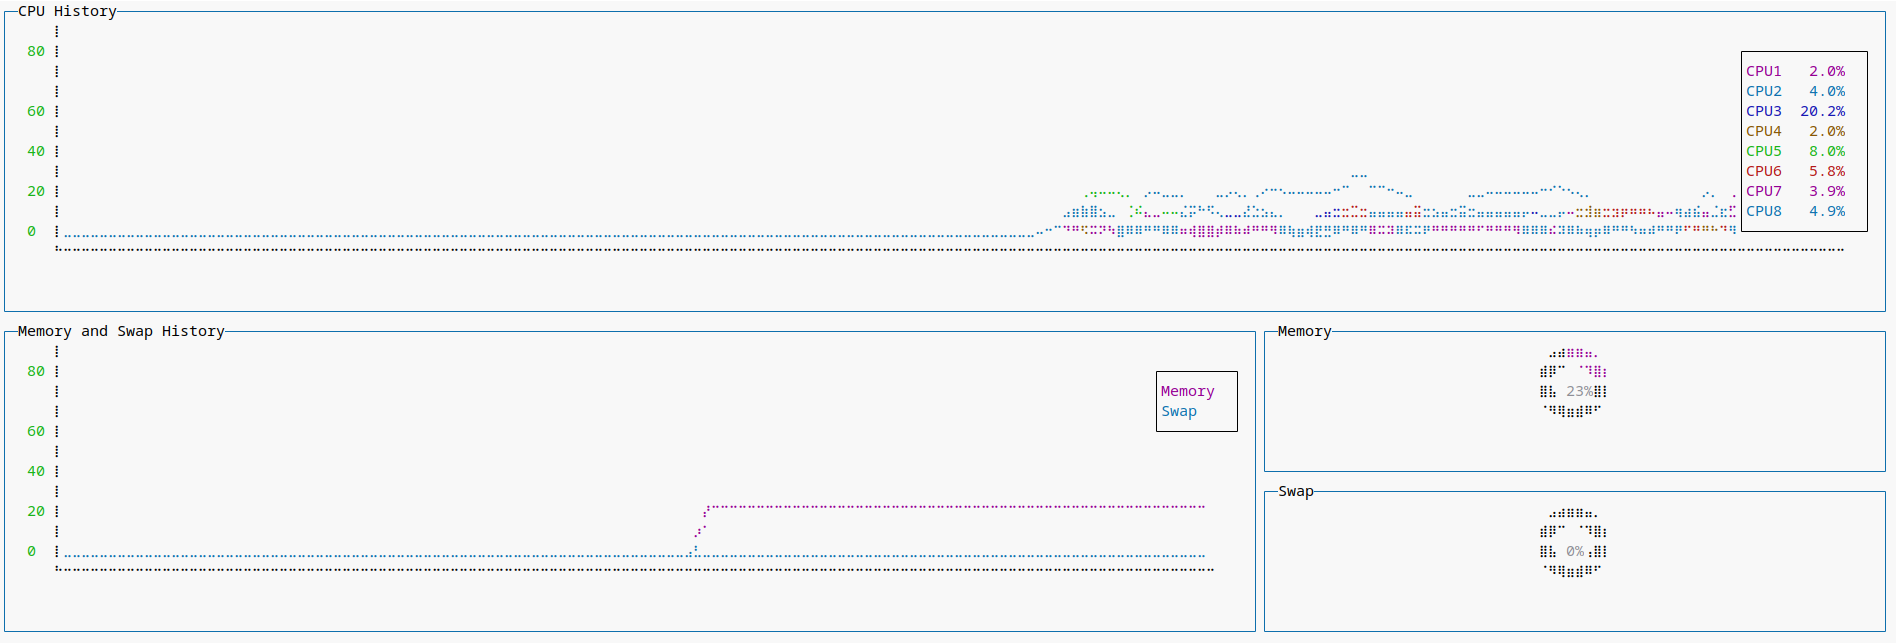 CPU History
80
60
40
20
0
CPU1 2.0%
CPU2 4.0%
CPU3 20.2%
CPU4 2.0%
CPU5 8.0%
CPU6 5.8%
CPU7 3.9%
CPU8 4.9%
Memory and Swap History
80
60
40
20
0
Memory
Swap
Memory
23%
Swap
0%